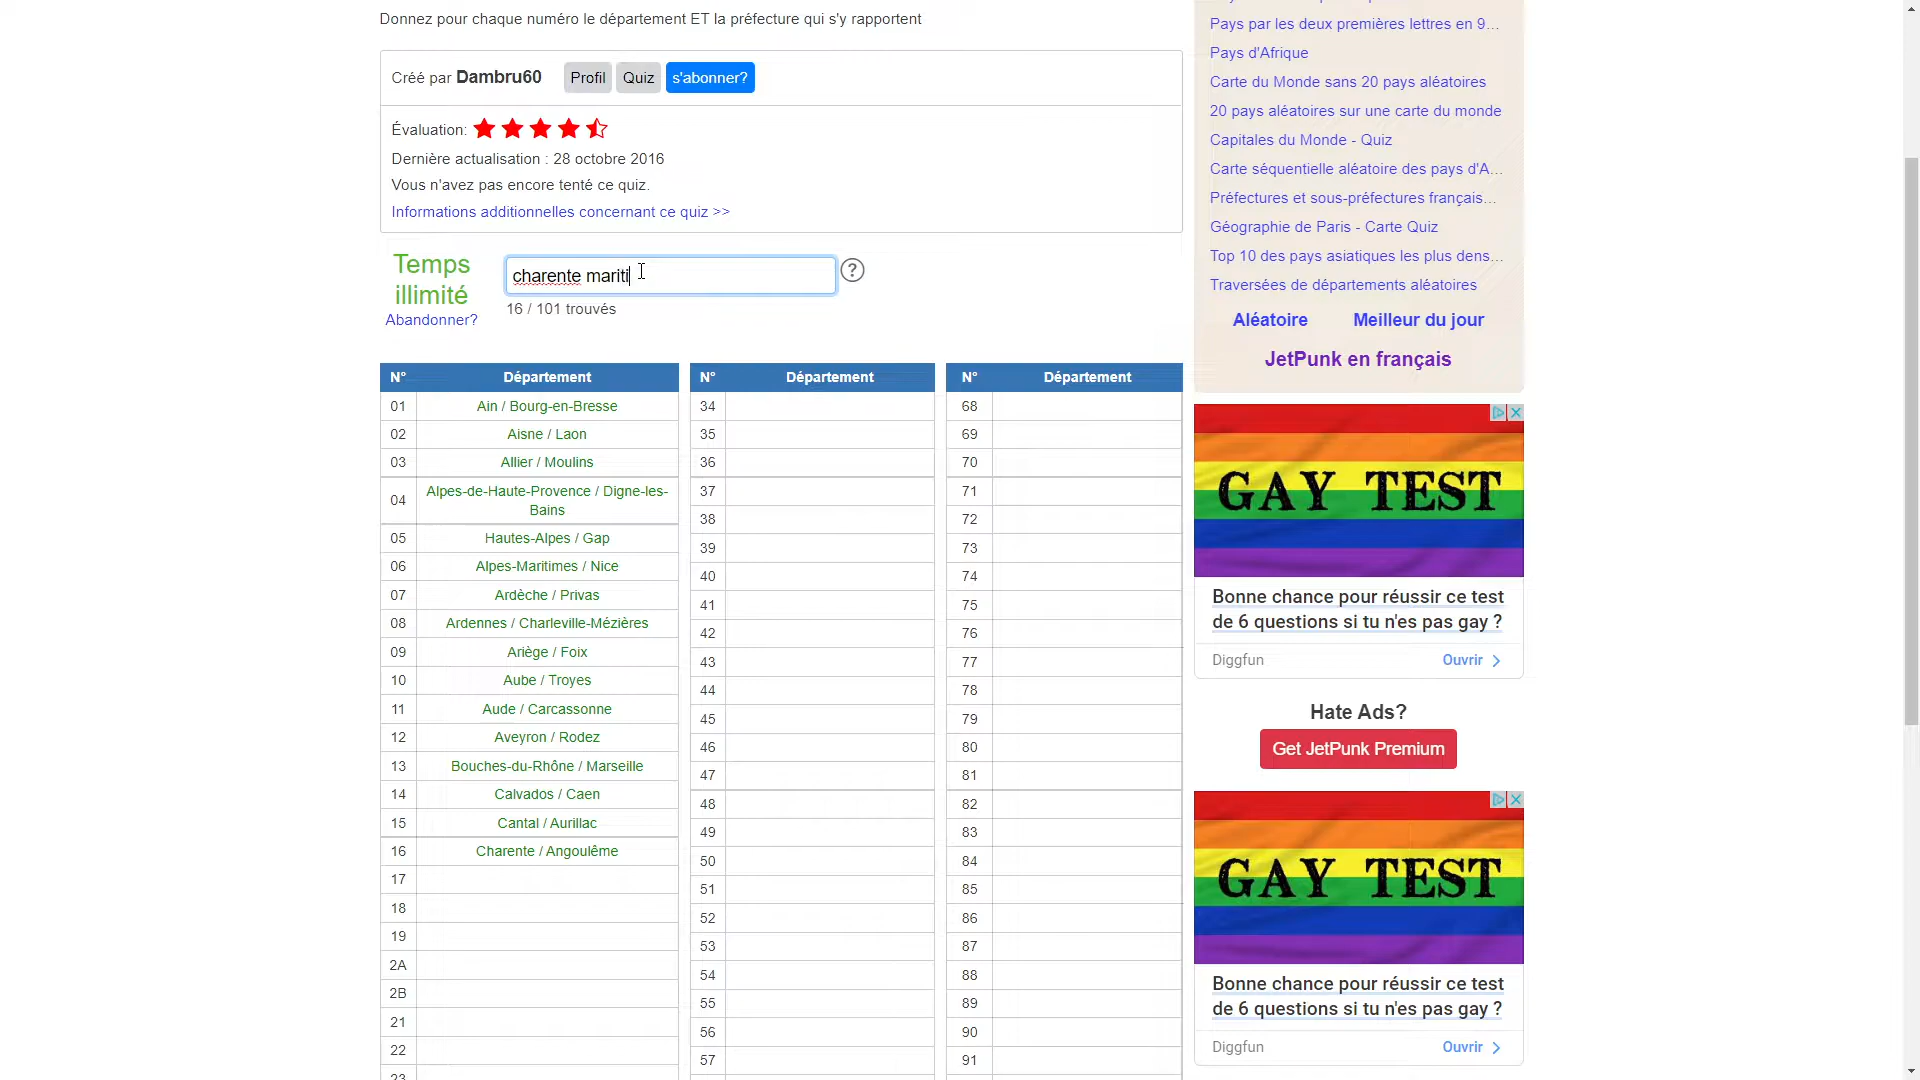 Donnez pour chaque numéro le département ET la préfecture qui s'y rapportent
Créé par Dambru60 Profil Quiz s'abonner?
Évaluation:
Dernière actualisation : 28 octobre 2016
Vous n'avez pas encore tenté ce quiz.
Informations additionnelles concernant ce quiz >>
Temps
illimité
Abandonner?
charente mariti
?
16 / 101 trouvés
N° Département
01 Ain / Bourg-en-Bresse
02 Aisne / Laon
03 Allier / Moulins
04 Alpes-de-Haute-Provence / Digne-les-
Bains
05 Hautes-Alpes / Gap
06 Alpes-Maritimes / Nice
07 Ardèche / Privas
08 Ardennes / Charleville-Mézières
09 Ariège / Foix
10 Aube / Troyes
11 Aude / Carcassonne
12 Aveyron / Rodez
13 Bouches-du-Rhône / Marseille
14 Calvados / Caen
15 Cantal / Aurillac
16 Charente / Angoulême
17
18
19
2A
2B
21
22
23
N° Département
34
35
36
37
38
39
40
41
42
43
44
45
46
47
48
49
50
51
52
53
54
55
56
57
N° Département
68
69
70
71
72
73
74
75
76
77
78
79
80
81
82
83
84
85
86
87
88
89
90
91
Pays par les deux premières lettres en 9...
Pays d'Afrique
Carte du Monde sans 20 pays aléatoires
20 pays aléatoires sur une carte du monde
Capitales du Monde - Quiz
Carte séquentielle aléatoire des pays d'A...
Préfectures et sous-préfectures français...
Géographie de Paris - Carte Quiz
Top 10 des pays asiatiques les plus dens...
Traversées de départements aléatoires
Aléatoire Meilleur du jour
JetPunk en français
GAY TEST
Bonne chance pour réussir ce test
de 6 questions si tu n'es pas gay ?
Diggfun Ouvrir
Hate Ads?
Get JetPunk Premium
GAY TEST
Bonne chance pour réussir ce test
de 6 questions si tu n'es pas gay ?
Diggfun Ouvrir